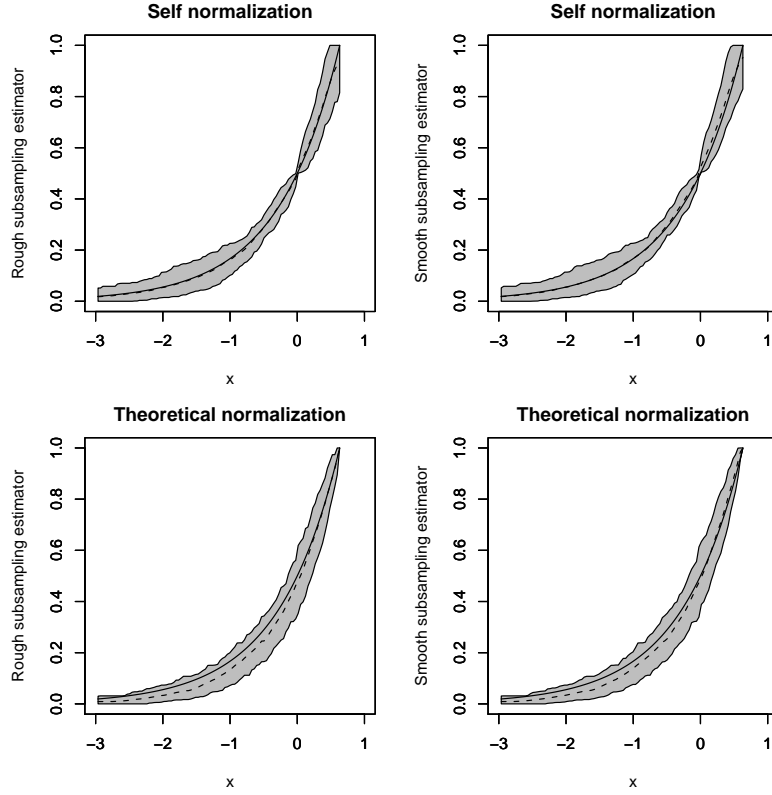 Self normalization
Rough subsampling estimator
1.0
0.8
0.6
0.4
0.2
0.0
−3 −2 −1 0 1
x
Self normalization
Smooth subsampling estimator
1.0
0.8
0.6
0.4
0.2
0.0
−3 −2 −1 0 1
x
Theoretical normalization
Rough subsampling estimator
1.0
0.8
0.6
0.4
0.2
0.0
−3 −2 −1 0 1
x
Theoretical normalization
Smooth subsampling estimator
1.0
0.8
0.6
0.4
0.2
0.0
−3 −2 −1 0 1
x